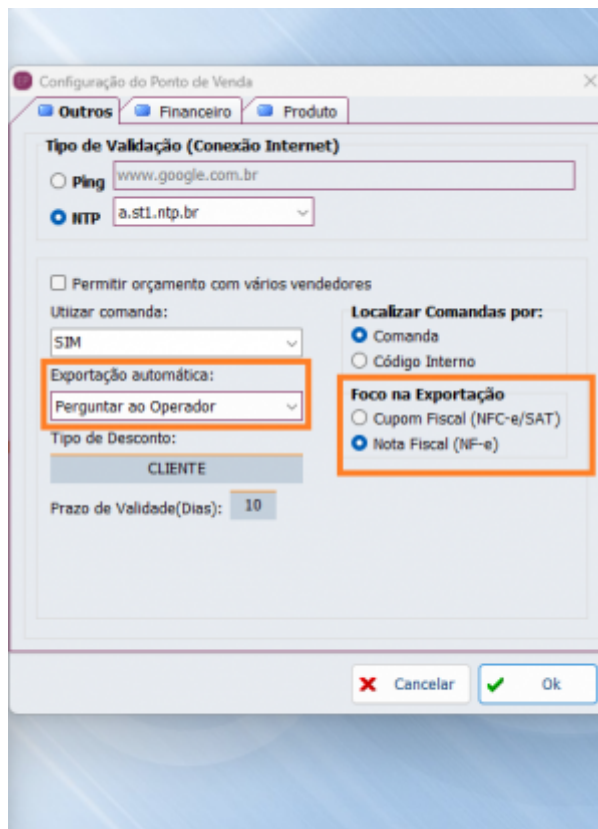 Configuração do Ponto de Venda
Outros Financeiro Produto
Tipo de Validação (Conexão Internet)
Ping www.google.com.br
NTP a.st1.ntp.br
Permitir orçamento com vários vendedores
Utiizar comanda:
SIM
Localizar Comandas por:
Comanda
Código Interno
Exportação automática:
Perguntar ao Operador
Foco na Exportação
Cupom Fiscal (NFC-e/SAT)
Nota Fiscal (NF-e)
Tipo de Desconto:
CLIENTE
Prazo de Validade(Dias): 10
Cancelar Ok